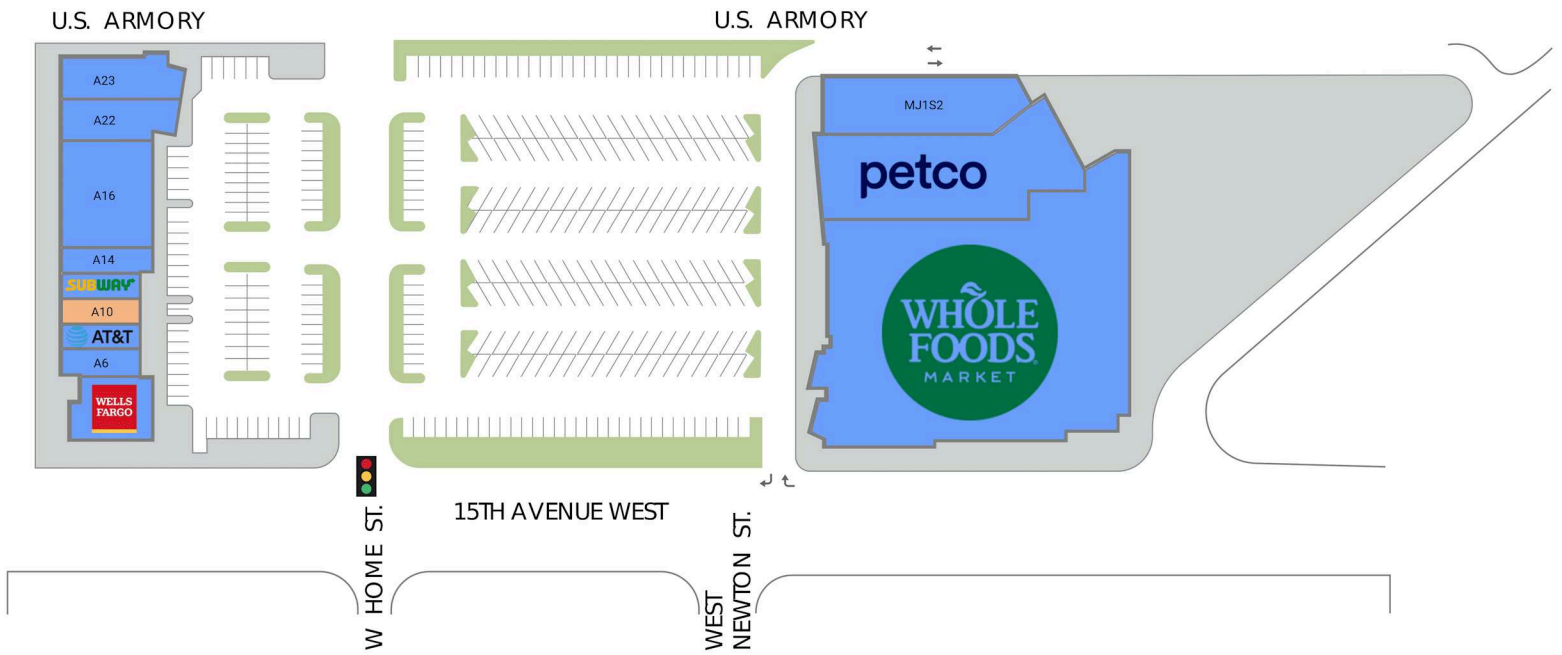 U.S. ARMORY
U.S. ARMORY
A23
A22
A16
A14
SUBWAY
A10
AT&T
A6
WELLS
FARGO
MJ1S2
petco
WHOLE
FOODS
MARKET
15TH AVENUE WEST
W HOME ST.
WEST
NEWTON ST.